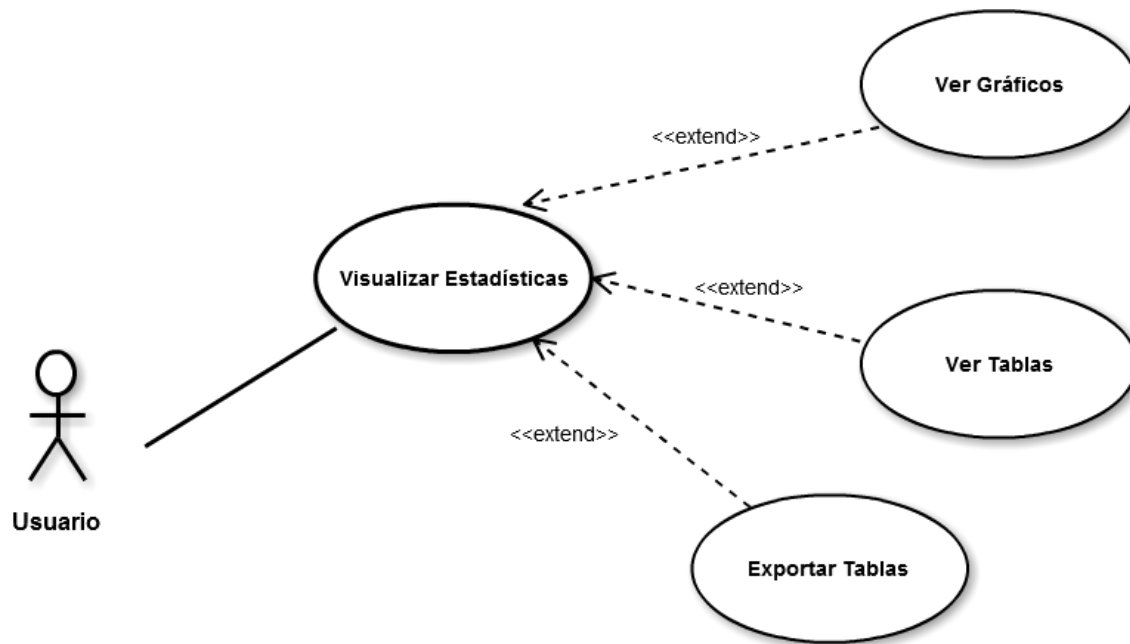 Ver Gráficos
<<extend>>
Visualizar Estadísticas
<<extend>>
Ver Tablas
<<extend>>
Usuario
Exportar Tablas